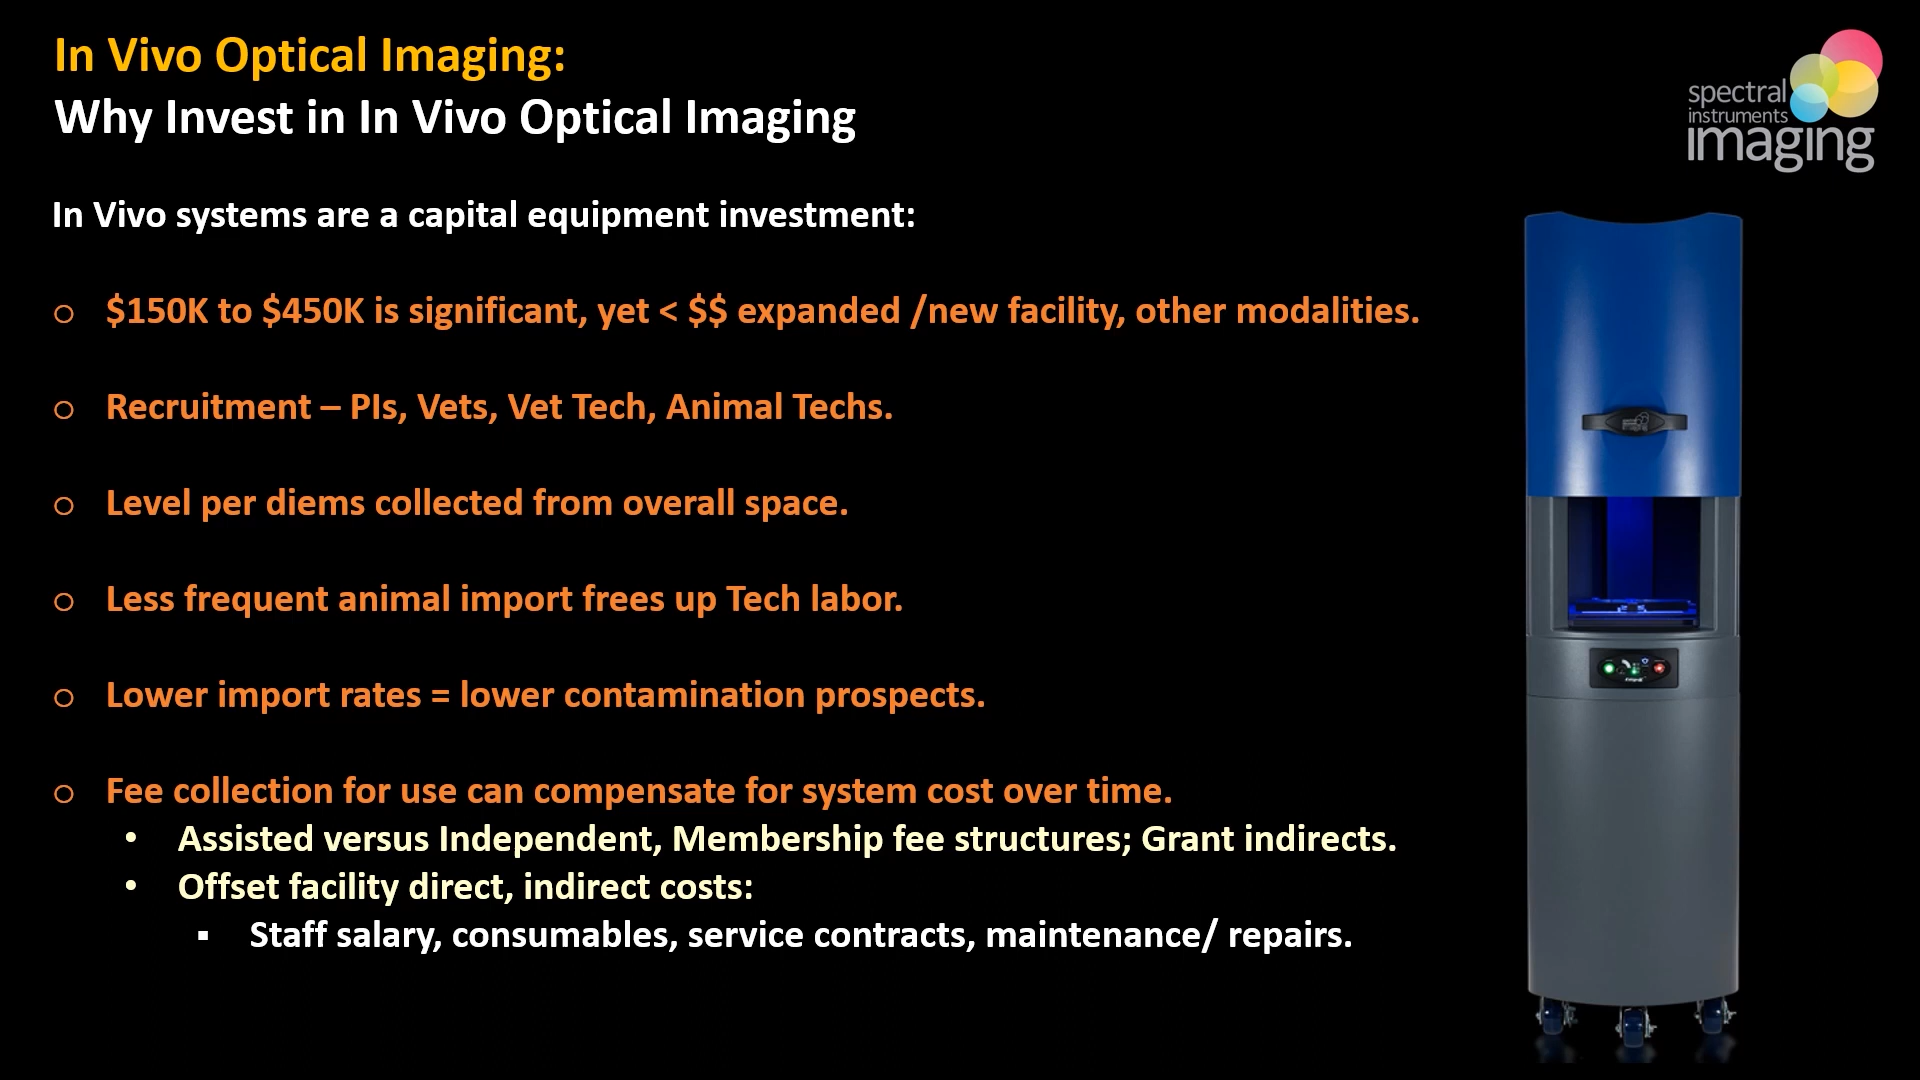 In Vivo Optical Imaging:
Why Invest in In Vivo Optical Imaging
spectral
instruments
imaging
In Vivo systems are a capital equipment investment:
o $150K to $450K is significant, yet < $$ expanded /new facility, other modalities.
o Recruitment – PIs, Vets, Vet Tech, Animal Techs.
o Level per diems collected from overall space.
o Less frequent animal import frees up Tech labor.
o Lower import rates = lower contamination prospects.
o Fee collection for use can compensate for system cost over time.
• Assisted versus Independent, Membership fee structures; Grant indirects.
• Offset facility direct, indirect costs:
▪ Staff salary, consumables, service contracts, maintenance/ repairs.